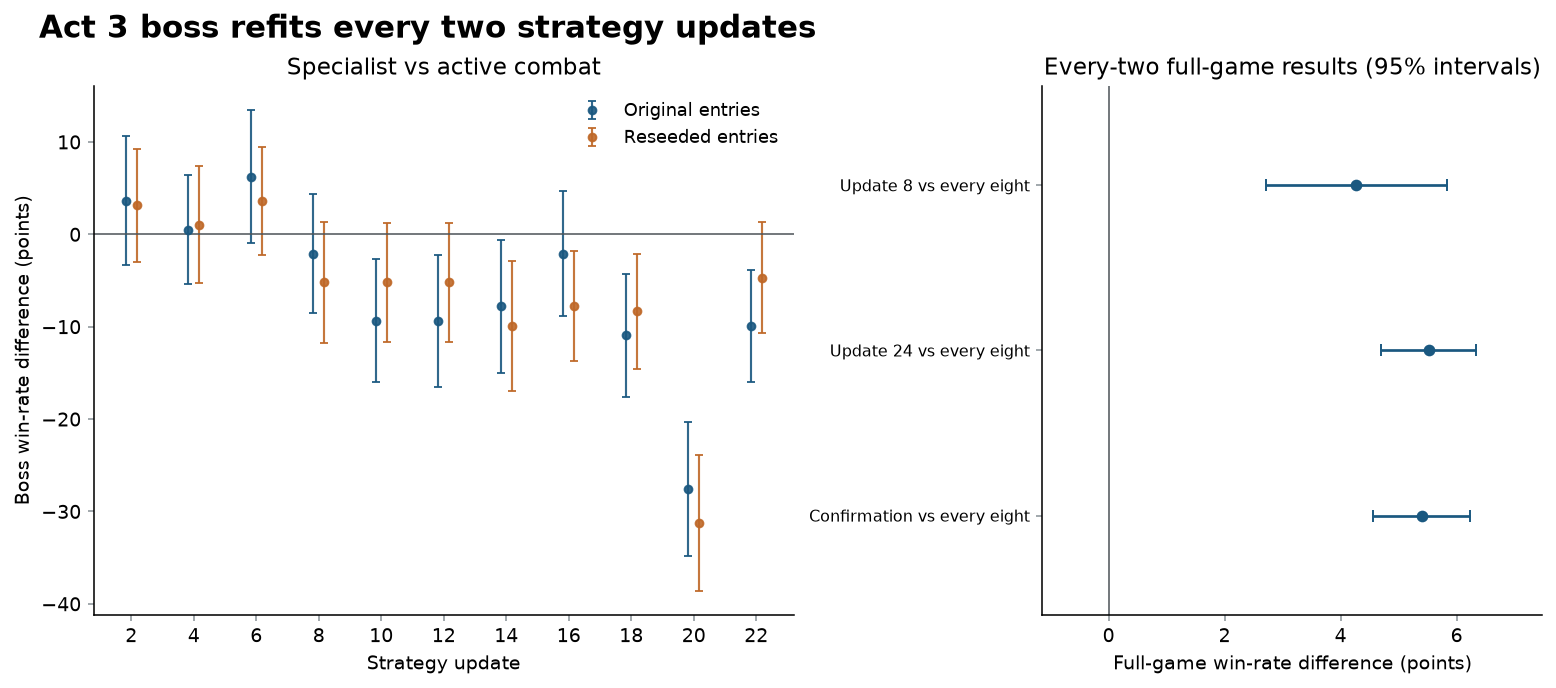 Act 3 boss refits every two strategy updates
Specialist vs active combat
Original entries
Reseeded entries
10
0
−10
−20
−30
−40
Boss win-rate difference (points)
2 4 6 8 10 12 14 16 18 20 22
Strategy update
Every-two full-game results (95% intervals)
Update 8 vs every eight
Update 24 vs every eight
Confirmation vs every eight
0 2 4 6
Full-game win-rate difference (points)